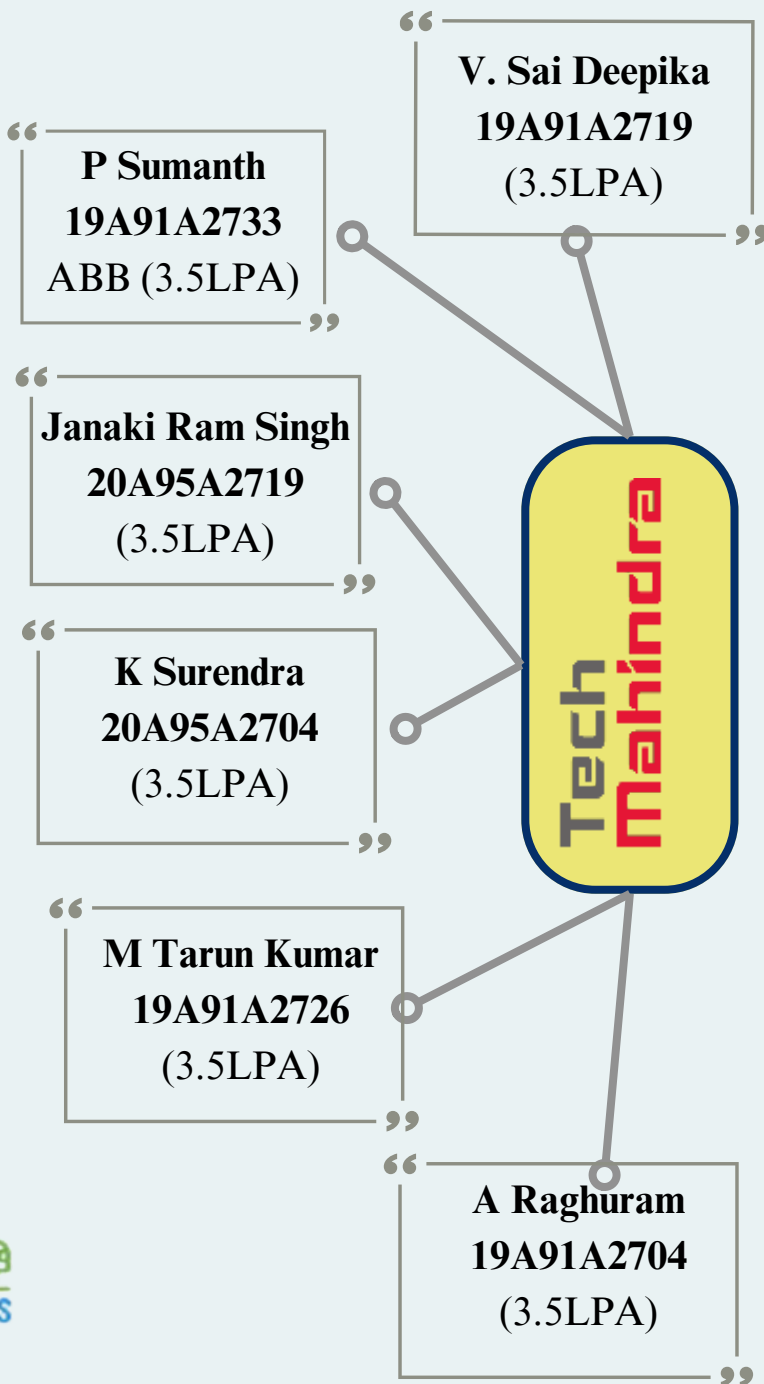 V. Sai Deepika
19A91A2719
(3.5LPA)
P Sumanth
19A91A2733
ABB (3.5LPA)
Janaki Ram Singh
20A95A2719
(3.5LPA)
K Surendra
20A95A2704
(3.5LPA)
Tech
Mahindra
M Tarun Kumar
19A91A2726
(3.5LPA)
A Raghuram
19A91A2704
(3.5LPA)